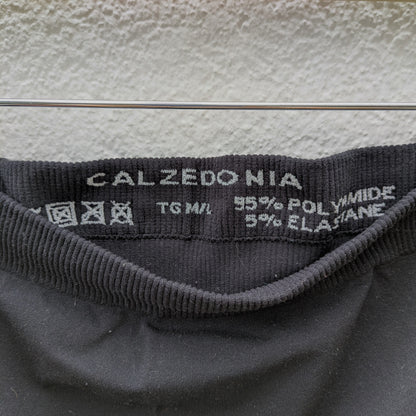 CALZEDONIA
TG M/L 95% POLYAMIDE
5% ELASTANE